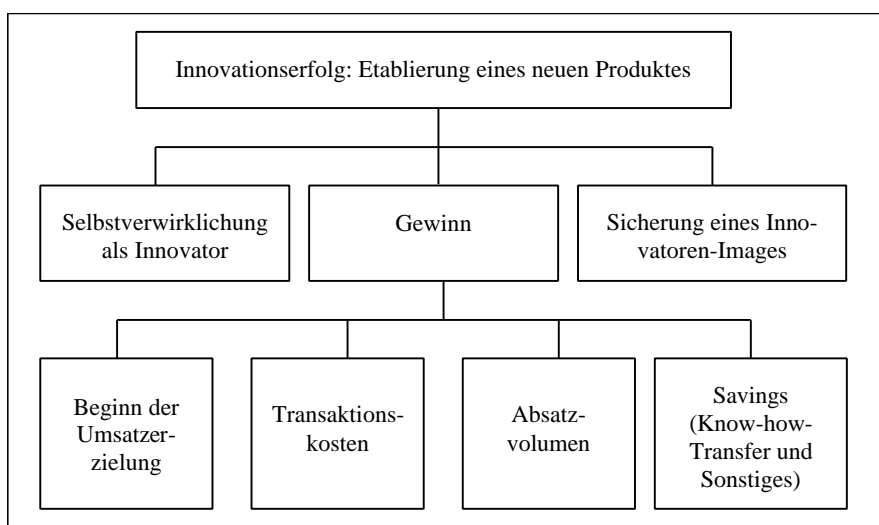 Innovationserfolg: Etablierung eines neuen Produktes
Selbstverwirklichung
als Innovator
Gewinn
Sicherung eines Inno-
vatoren-Images
Beginn der
Umsatzer-
zielung
Transaktions-
kosten
Absatz-
volumen
Savings
(Know-how-
Transfer und
Sonstiges)